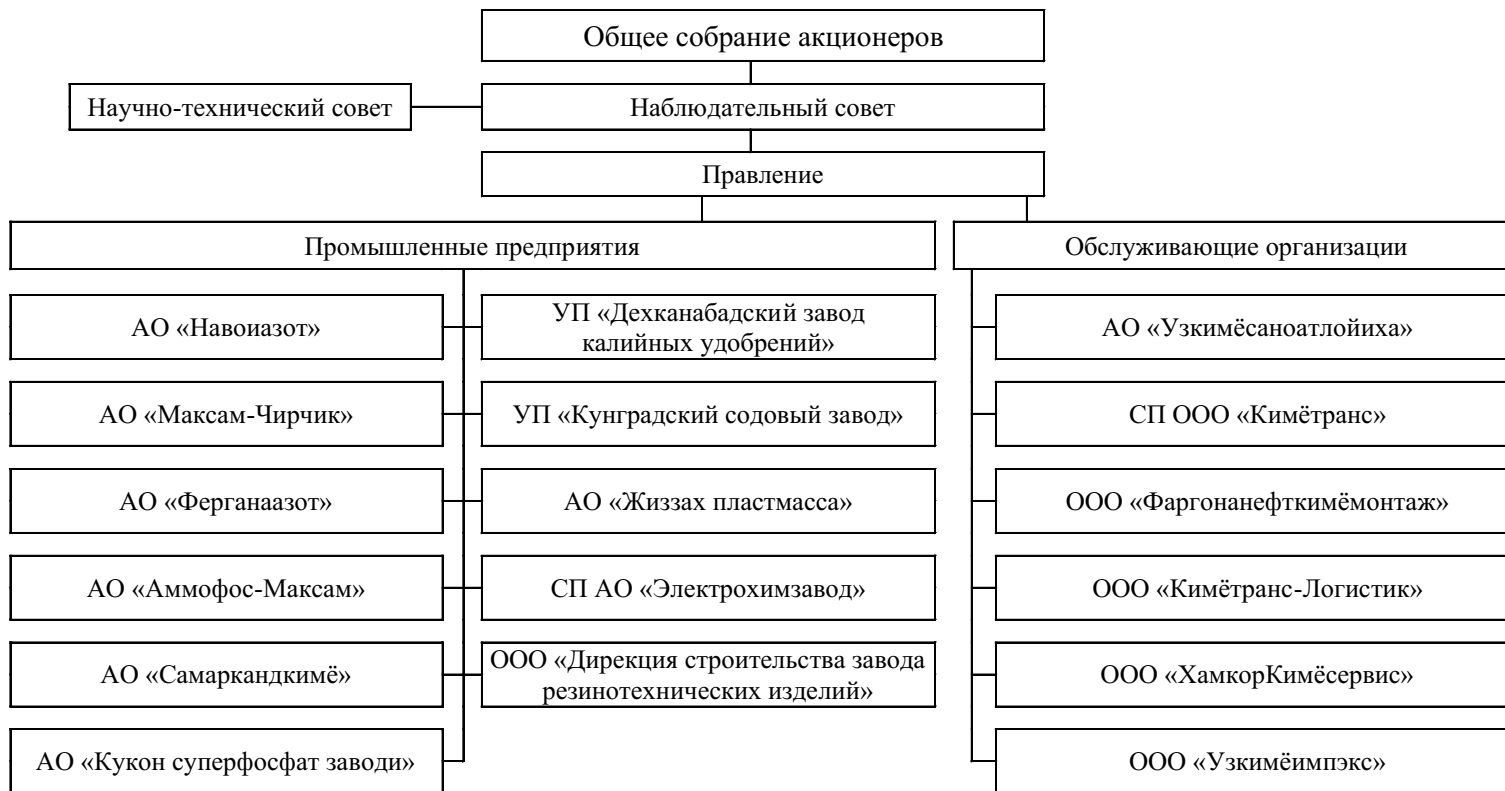 Общее собрание акционеров
Научно-технический совет
Наблюдательный совет
Правление
Промышленные предприятия
Обслуживающие организации
АО «Навоиазот»
УП «Дехканабадский завод
калийных удобрений»
АО «Узкимёсаноатлойиха»
АО «Максам-Чирчик»
УП «Кунградский содовый завод»
СП ООО «Кимётранс»
АО «Ферганаазот»
АО «Жиззах пластмасса»
ООО «Фаргонанефткимёмонтаж»
АО «Аммофос-Максам»
СП АО «Электрохимзавод»
ООО «Кимётранс-Логистик»
АО «Самаркандкимё»
ООО «Дирекция строительства завода
резинотехнических изделий»
ООО «ХамкорКимёсервис»
АО «Кукон суперфосфат заводи»
ООО «Узкимёимпэкс»